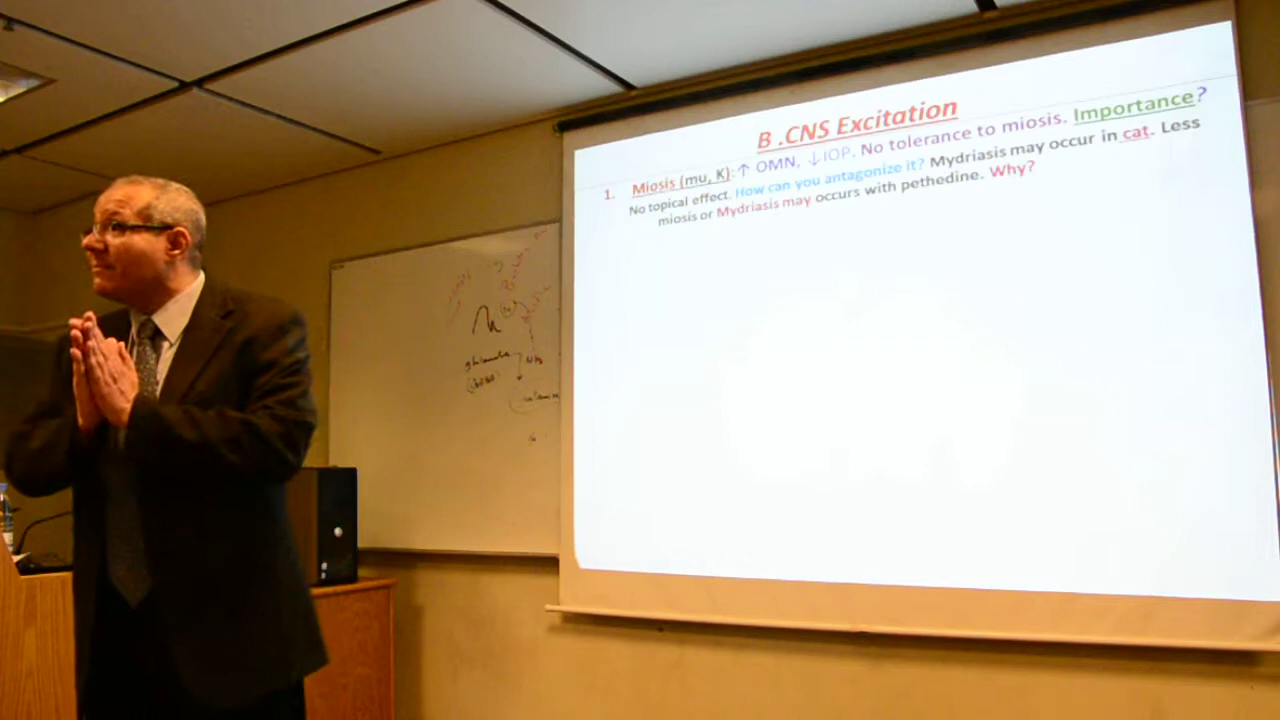 B .CNS Excitation
1. Miosis (mu, K):↑ OMN, ↓IOP. No tolerance to miosis. Importance?
No topical effect. How can you antagonize it? Mydriasis may occur in cat. Less
miosis or Mydriasis may occurs with pethedine. Why?